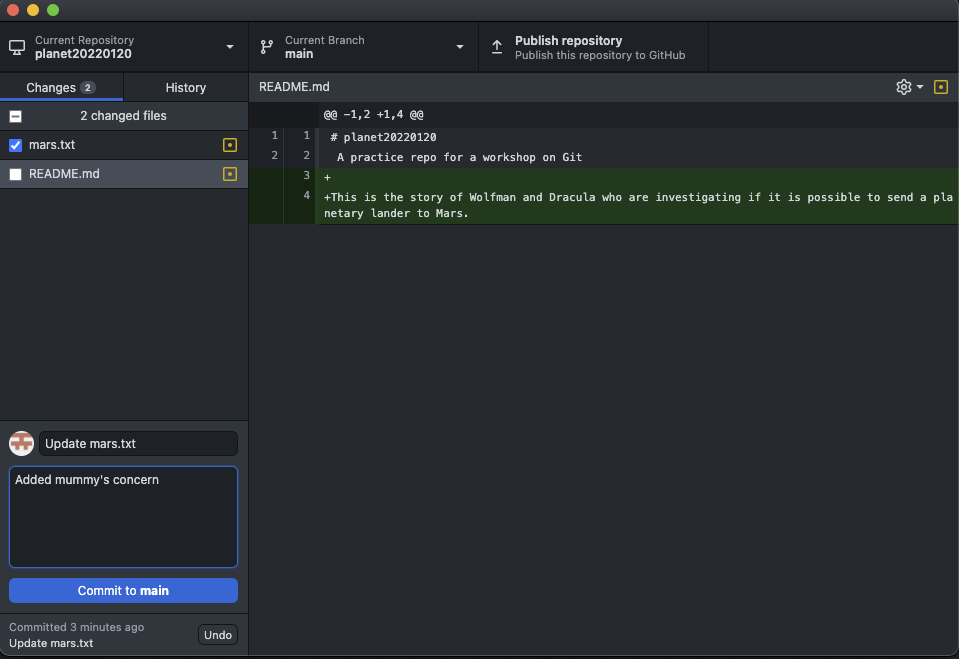 Current Repository
planet20220120
Current Branch
main
Publish repository
Publish this repository to GitHub
Changes 2
History
README.md
2 changed files
mars.txt
README.md
@@ -1,2 +1,4 @@
1 1 # planet20220120
2 2 A practice repo for a workshop on Git
3 +
4 +This is the story of Wolfman and Dracula who are investigating if it is possible to send a pla
netary lander to Mars.
Update mars.txt
Added mummy's concern
Commit to main
Committed 3 minutes ago
Update mars.txt
Undo